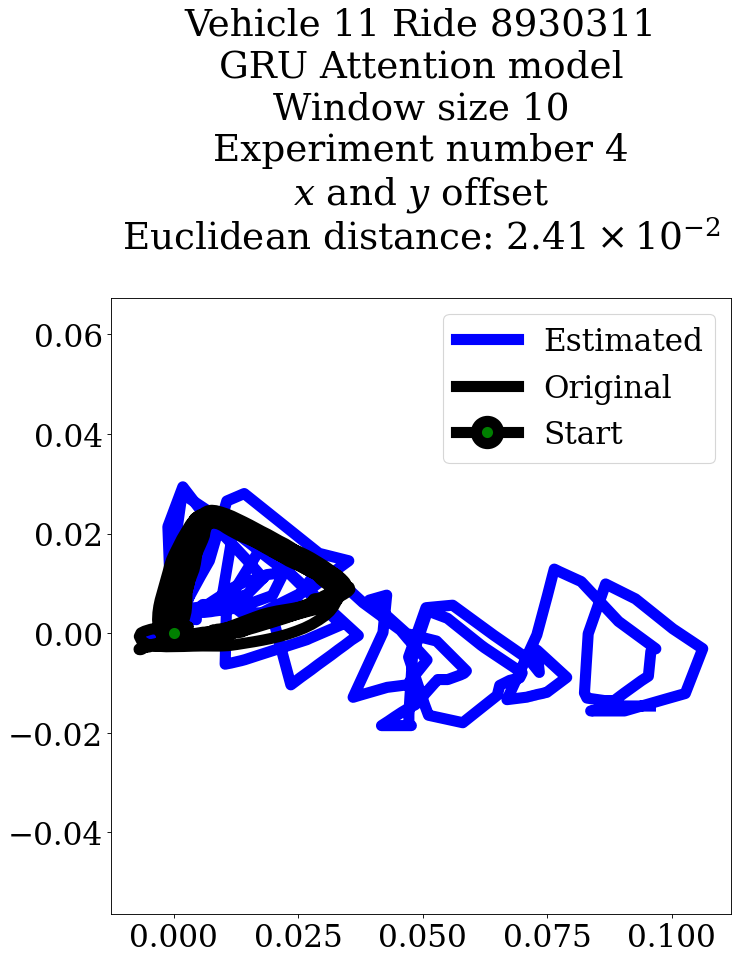 Vehicle 11 Ride 8930311
GRU Attention model
Window size 10
Experiment number 4
x and y offset
Euclidean distance: 2.41 × 10⁻²
Estimated
Original
Start
0.06
0.04
0.02
0.00
−0.02
−0.04
0.000 0.025 0.050 0.075 0.100